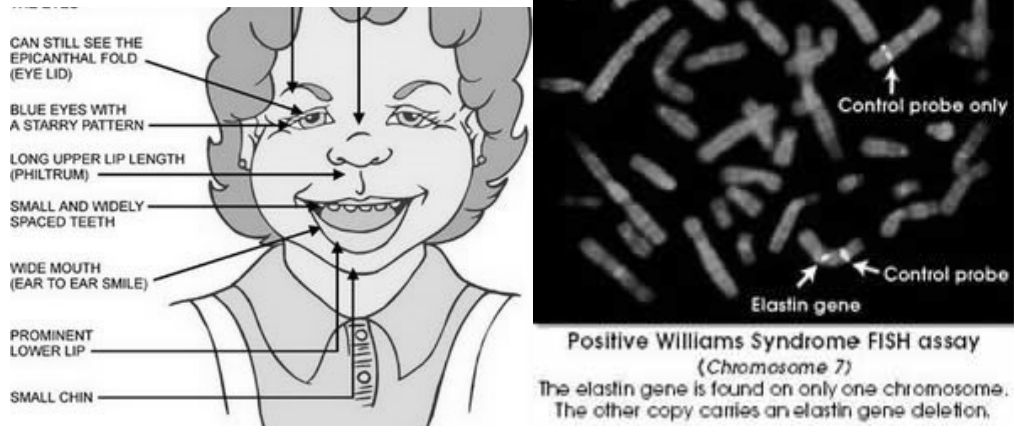 THE EYES
CAN STILL SEE THE
EPICANTHAL FOLD
(EYE LID)
BLUE EYES WITH
A STARRY PATTERN
LONG UPPER LIP LENGTH
(PHILTRUM)
SMALL AND WIDELY
SPACED TEETH
WIDE MOUTH
(EAR TO EAR SMILE)
PROMINENT
LOWER LIP
SMALL CHIN
Control probe only
Control probe
Elastin gene
Positive Williams Syndrome FISH assay
(Chromosome 7)
The elastin gene is found on only one chromosome.
The other copy carries an elastin gene deletion.